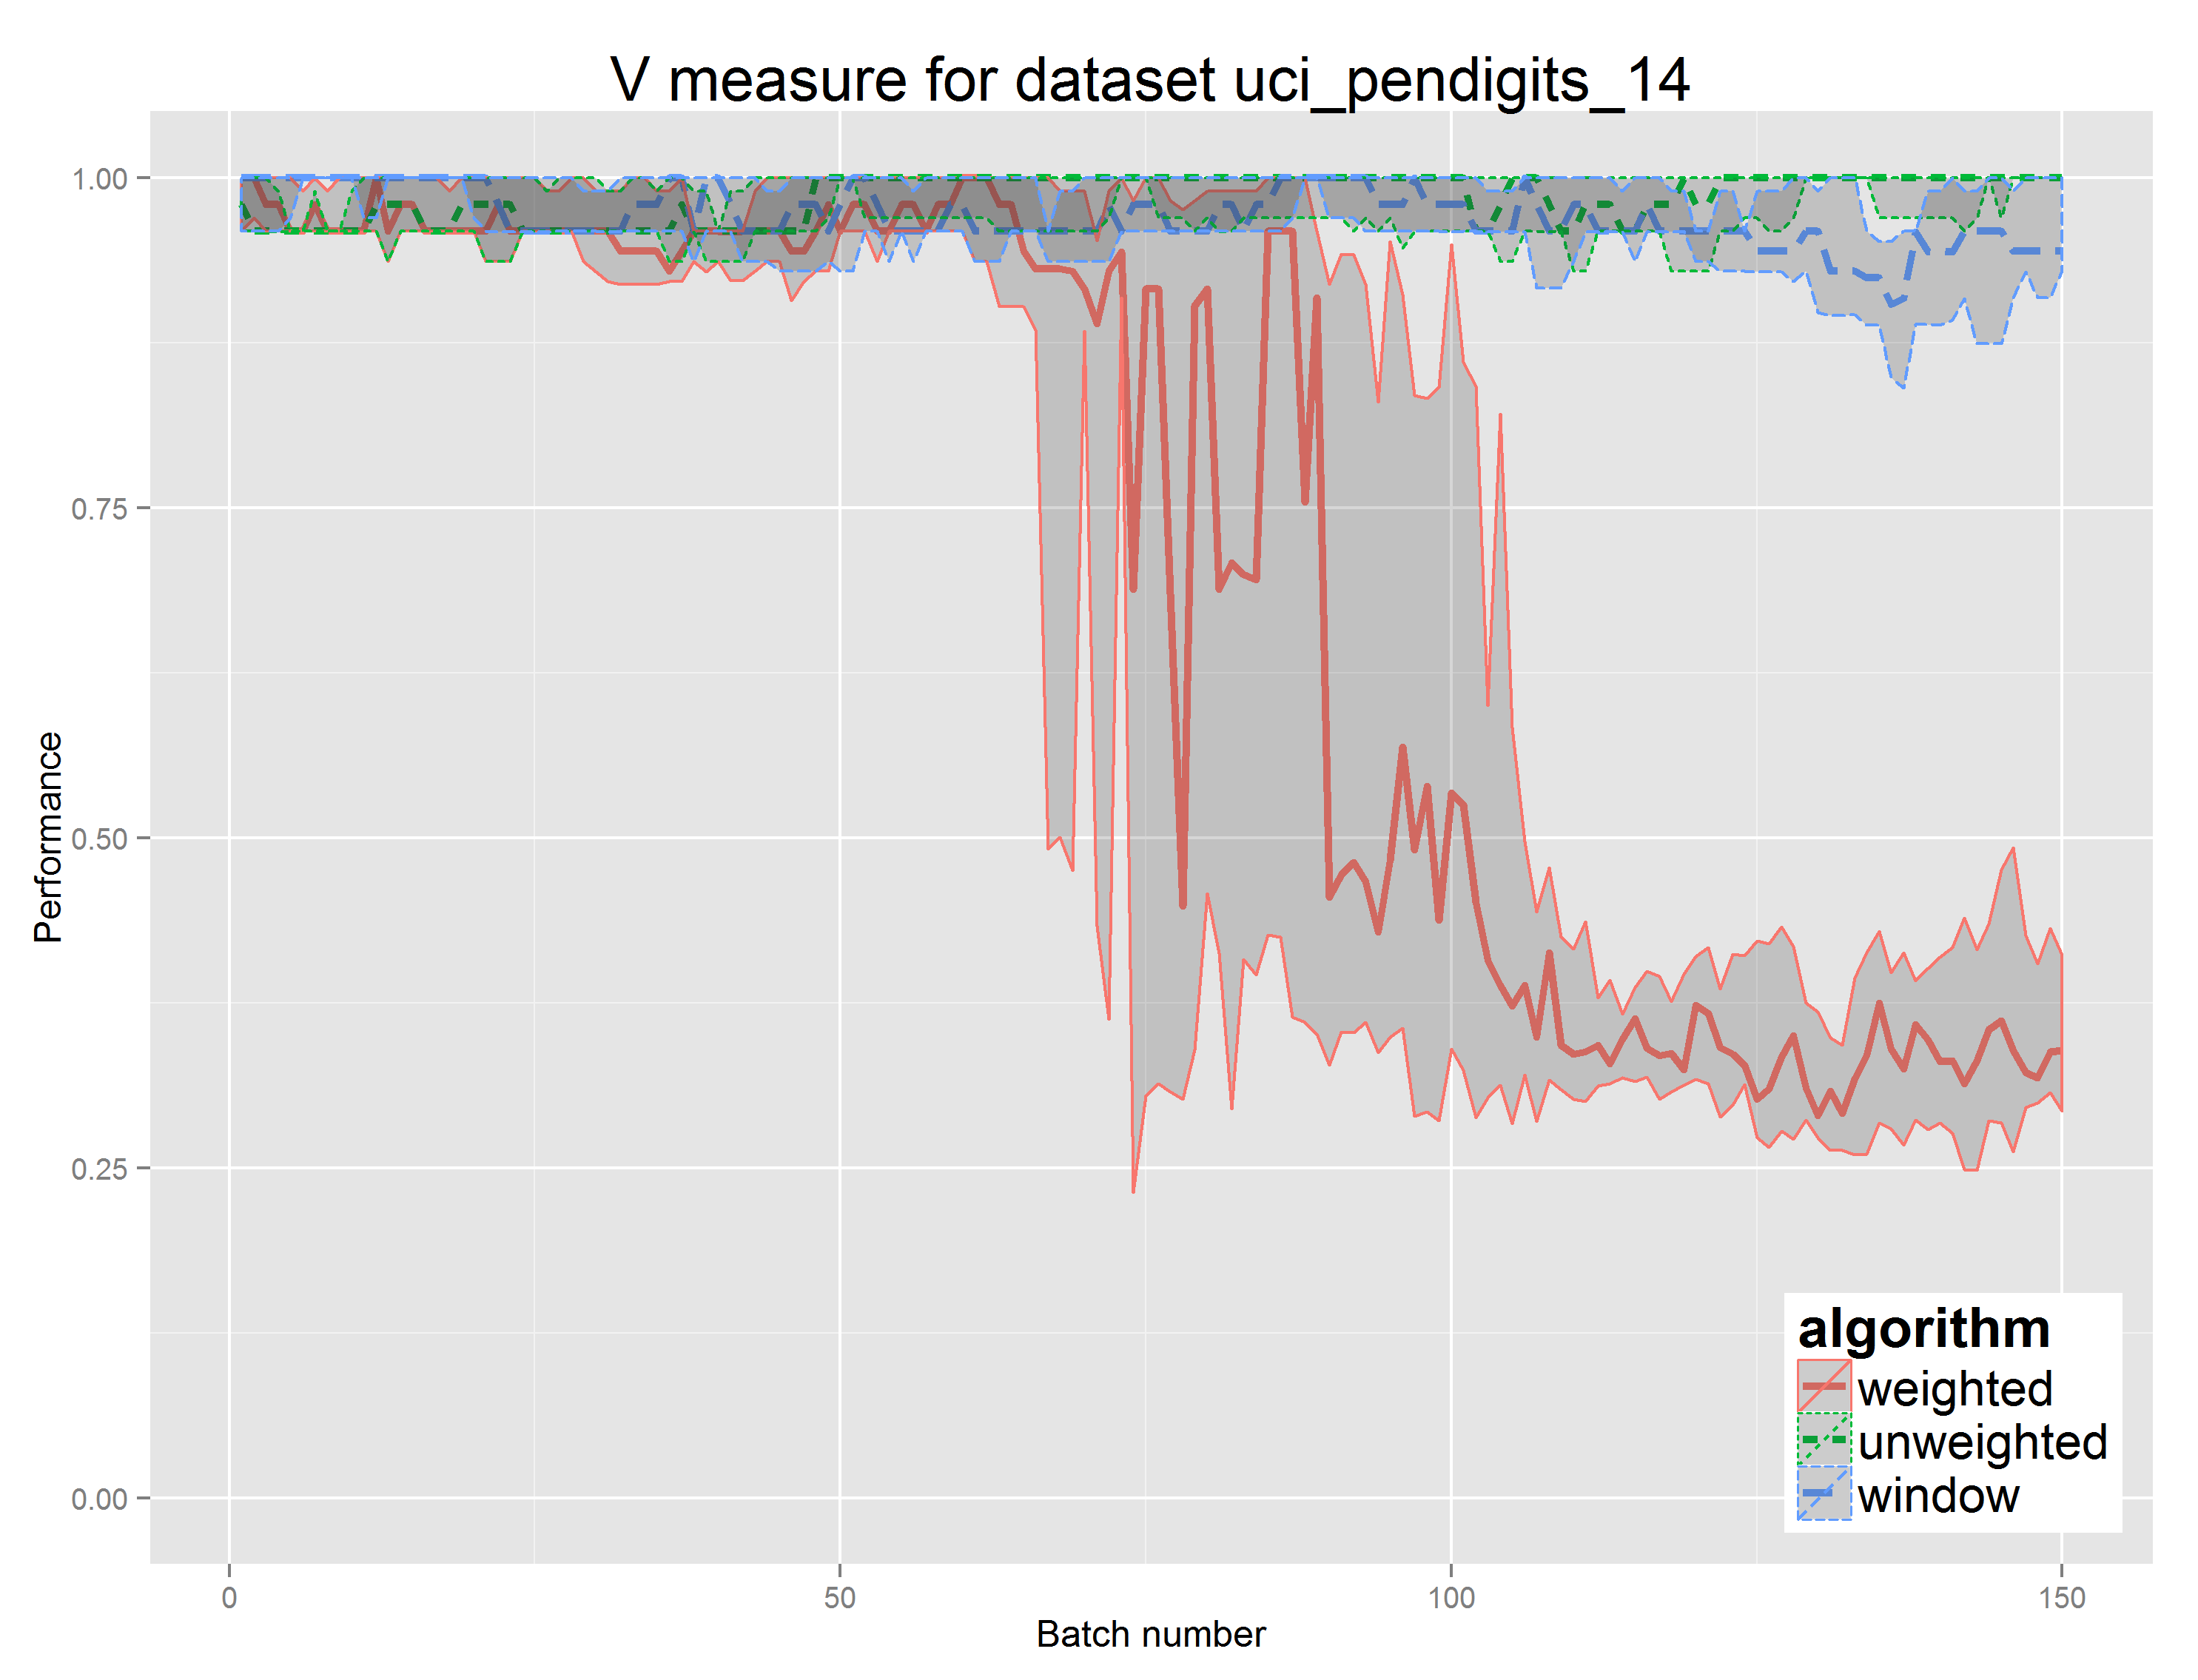 V measure for dataset uci_pendigits_14
Performance
1.00
0.75
0.50
0.25
0.00
0
50
100
150
Batch number
algorithm
weighted
unweighted
window